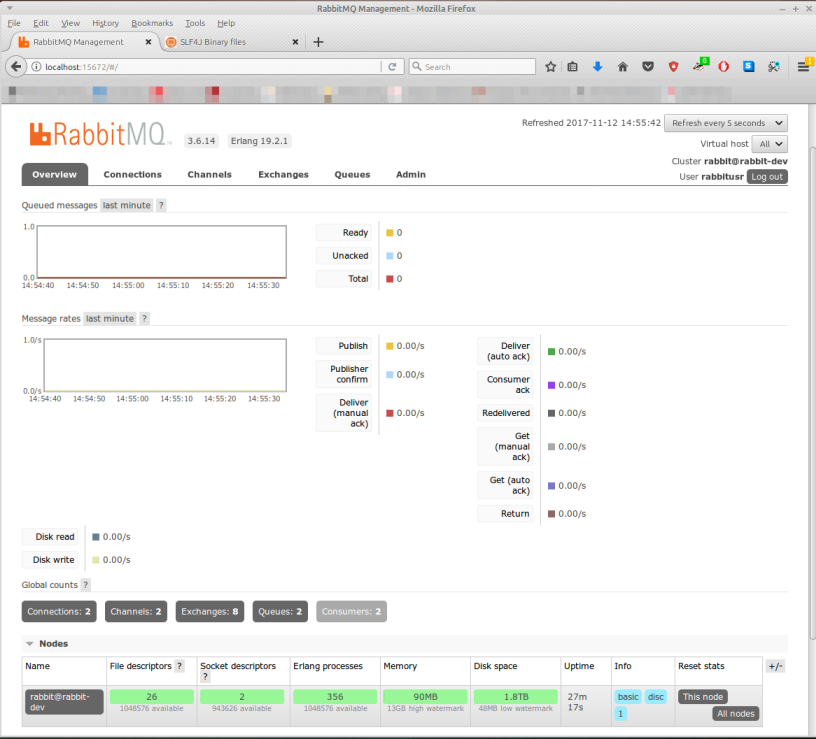 RabbitMQ Management - Mozilla Firefox
File Edit View History Bookmarks Tools Help
RabbitMQ Management SLF4J Binary files
localhost:15672/#/ Search
0 S
RabbitMQ 3.6.14 Erlang 19.2.1
Refreshed 2017-11-12 14:55:42 Refresh every 5 seconds
Virtual host All
Cluster rabbit@rabbit-dev
User rabbitusr Log out
Overview Connections Channels Exchanges Queues Admin
Queued messages last minute ?
1.0
0.0
14:54:40 14:54:50 14:55:00 14:55:10 14:55:20 14:55:30
Ready 0
Unacked 0
Total 0
Message rates last minute ?
1.0/s
0.0/s
14:54:40 14:54:50 14:55:00 14:55:10 14:55:20 14:55:30
Publish 0.00/s
Publisher
confirm 0.00/s
Deliver
(manual
ack) 0.00/s
Deliver
(auto ack) 0.00/s
Consumer
ack 0.00/s
Redelivered 0.00/s
Get
(manual
ack) 0.00/s
Get (auto
ack) 0.00/s
Return 0.00/s
Disk read 0.00/s
Disk write 0.00/s
Global counts ?
Connections: 2 Channels: 2 Exchanges: 8 Queues: 2 Consumers: 2
Nodes
Name File descriptors ? Socket descriptors ? Erlang processes Memory Disk space Uptime Info Reset stats +/-
rabbit@rabbit-
dev
26
1048576 available
2
943626 available
356
1048576 available
90MB
13GB high watermark
1.8TB
48MB low watermark
27m
17s
basic disc
1
This node
All nodes